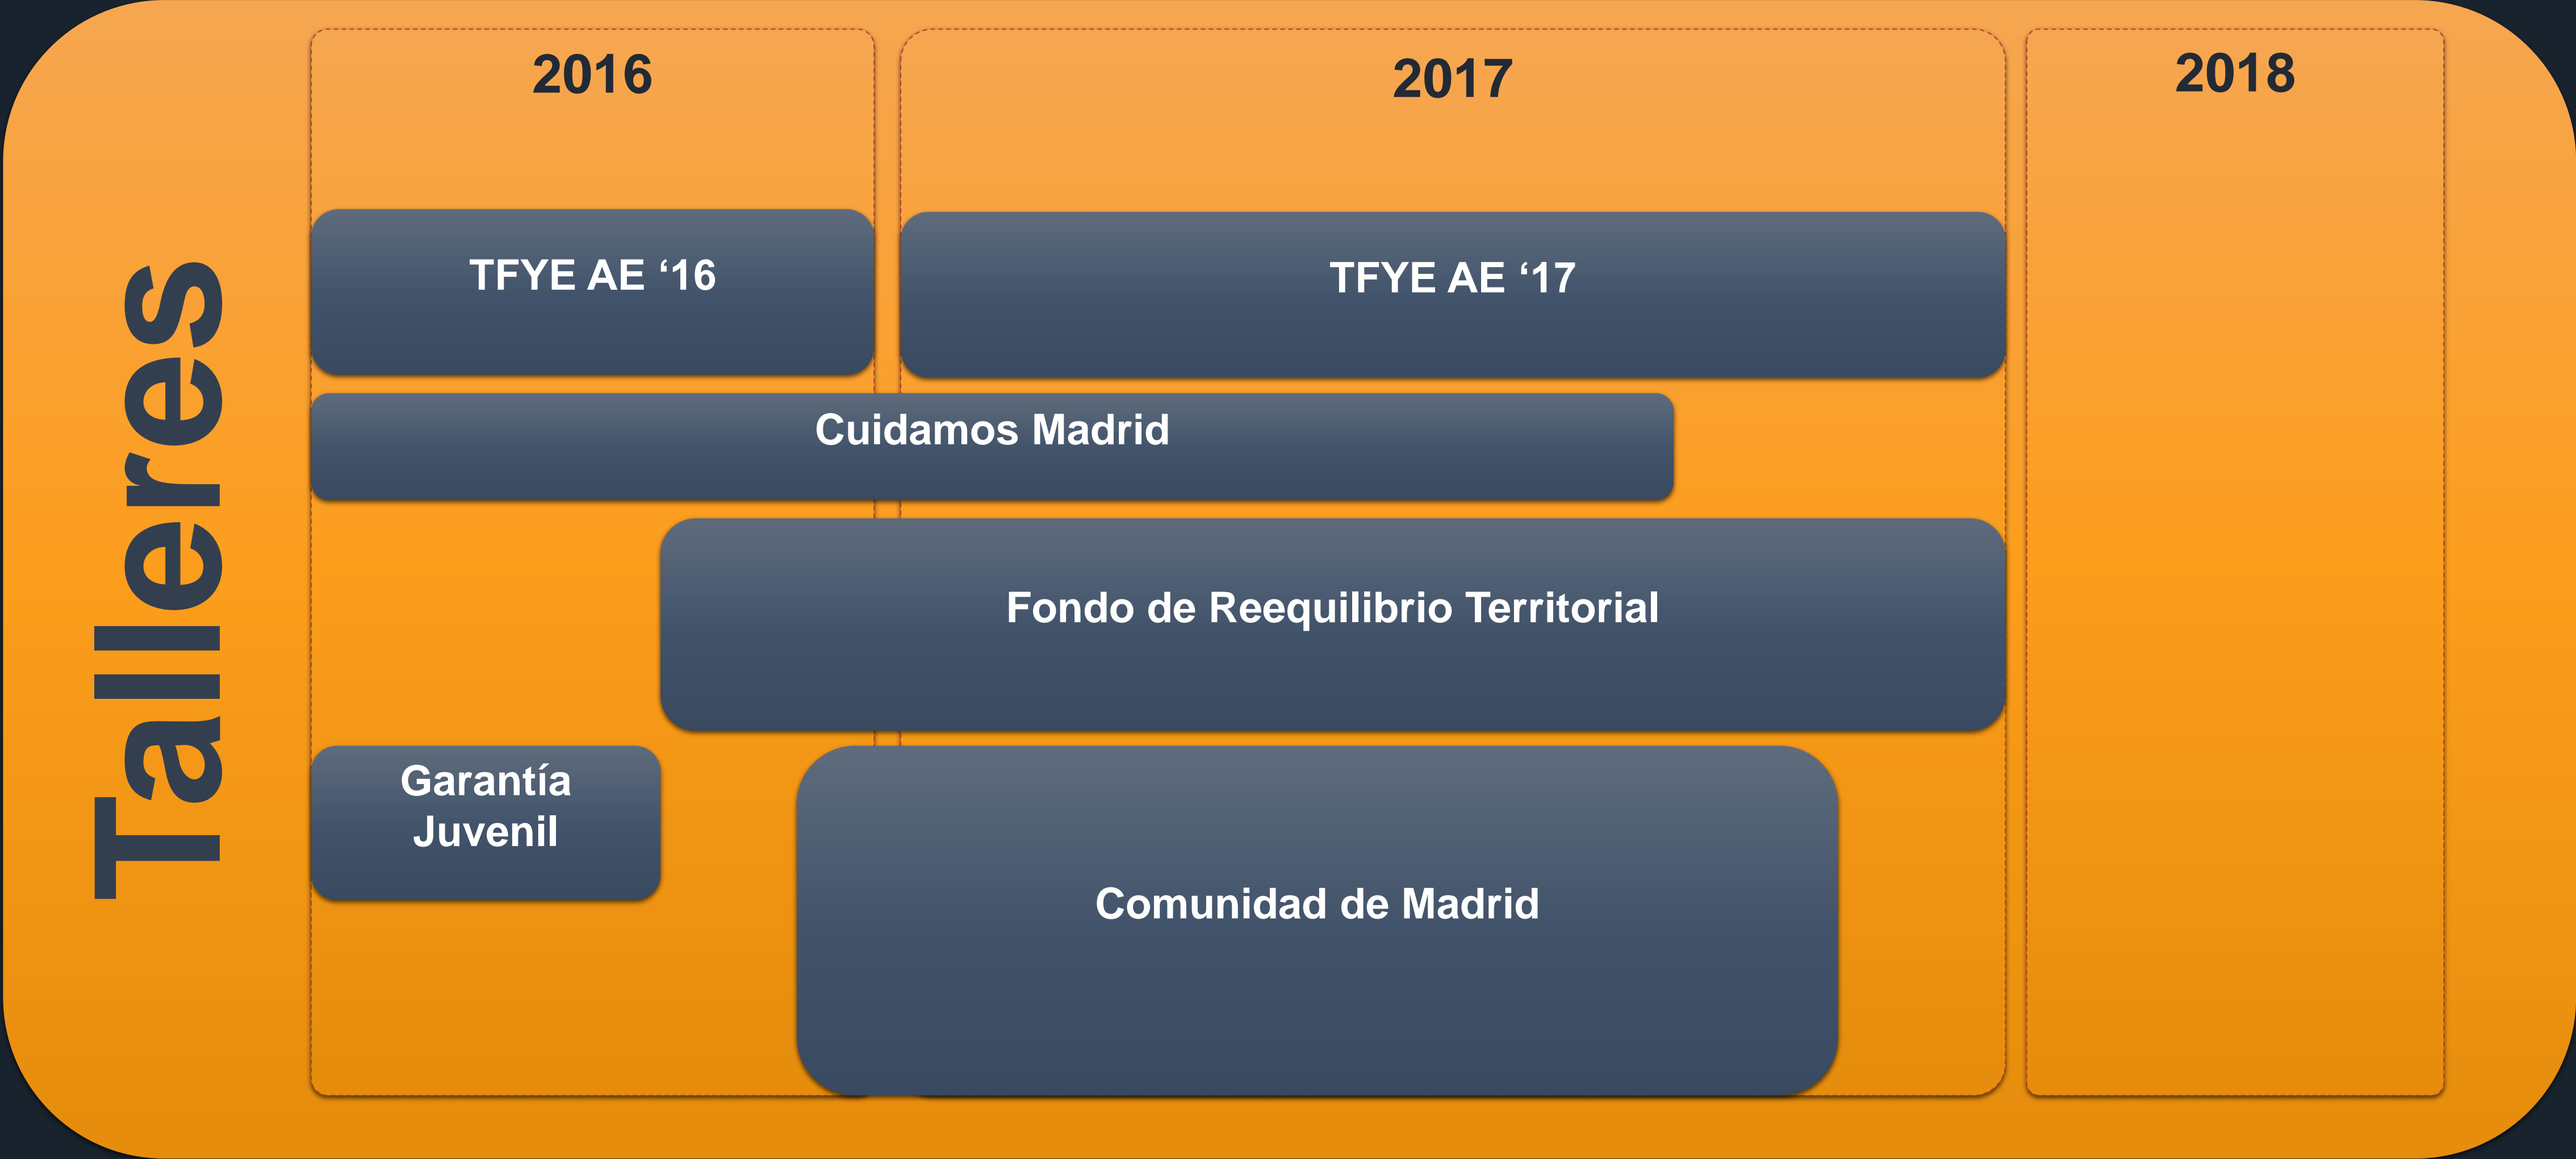 Talleres
2016
2017
2018
TFYE AE ‘16
TFYE AE ‘17
Cuidamos Madrid
Fondo de Reequilibrio Territorial
Garantía
Juvenil
Comunidad de Madrid